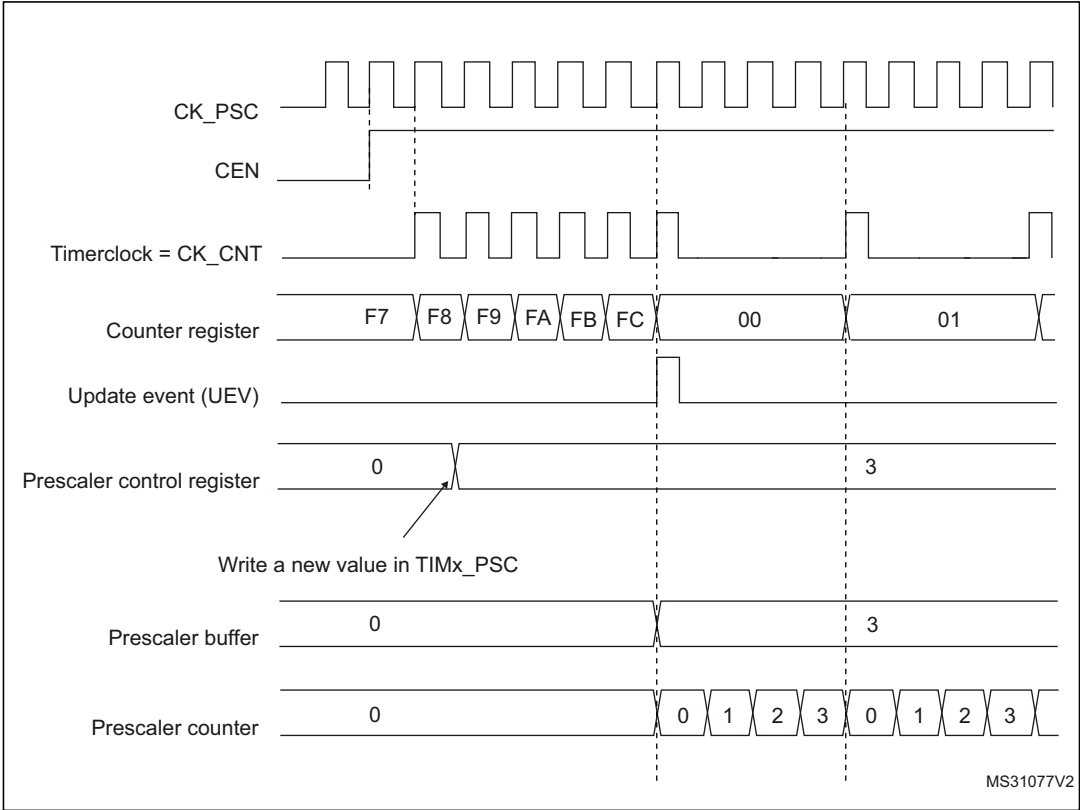 CK_PSC
CEN
Timerclock = CK_CNT
Counter register F7 F8 F9 FA FB FC 00 01
Update event (UEV)
Prescaler control register 0 3
Write a new value in TIMx_PSC
Prescaler buffer 0 3
Prescaler counter 0 0 1 2 3 0 1 2 3
MS31077V2